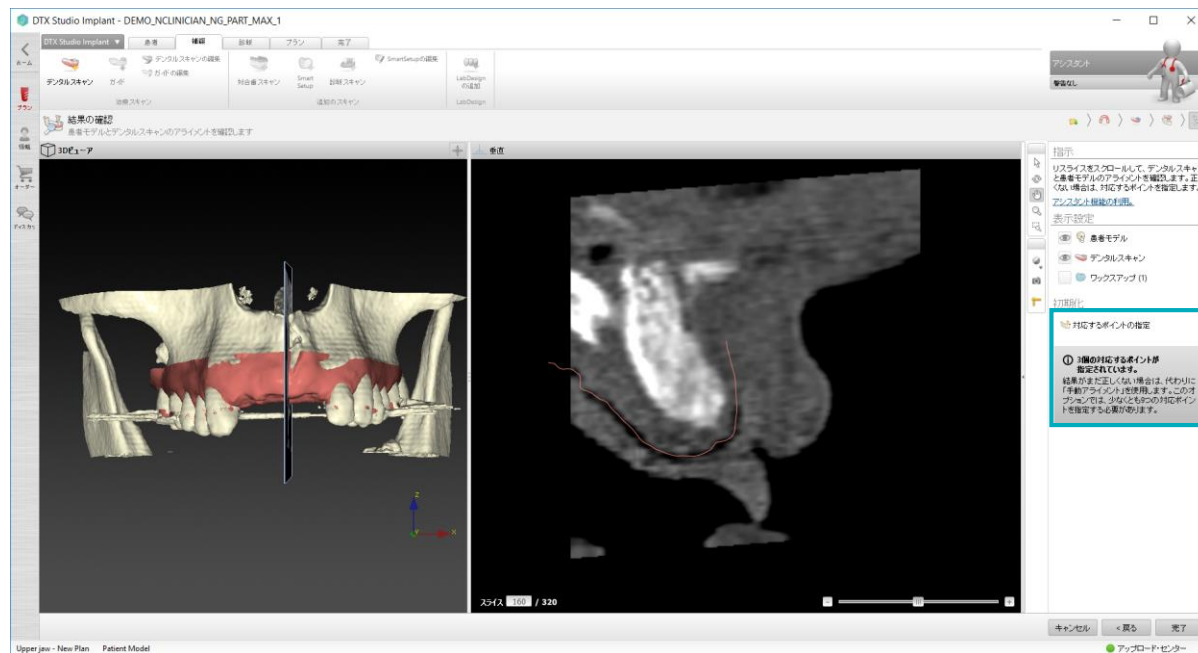 DTX Studio Implant - DEMO_NCLINICIAN_NG_PART_MAX_1
DTX Studio Implant ▼ 患者 確認 診断 プラン 完了
ホーム
デンタルスキャン
ガイド
デンタルスキャンの編集
ガイドの編集
治療スキャン
対合歯スキャン
Smart Setup
診断スキャン
SmartSetupの編集
追加のスキャン
LabDesign の追加
LabDesign
アシスタント
警告なし
プラン
情報
オーダー
結果の確認
患者モデルとデンタルスキャンのアライメントを確認します
3Dビューア
垂直
Z
X
スライス 160 / 320
指示
リスライスをスクロールして、デンタルスキャ
と患者モデルのアライメントを確認します。正
くない場合は、対応するポイントを指定します。
アシスタント機能の利用。
表示設定
患者モデル
デンタルスキャン
ワックスアップ (1)
初期化
対応するポイントの指定
3個の対応するポイントが
指定されています。
結果がまだ正しくない場合は、代わりに
「手動アライメント」を使用します。このオ
プションでは、少なくとも9つの対応ポイン
トを指定する必要があります。
キャンセル < 戻る 完了
Upper jaw - New Plan Patient Model
アップロード・センター